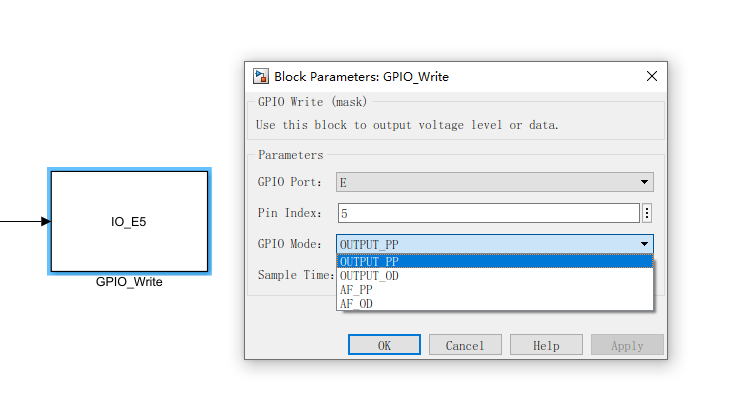 Block Parameters: GPIO_Write
GPIO Write (mask)
Use this block to output voltage level or data.
Parameters
GPIO Port: E
Pin Index: 5
GPIO Mode: OUTPUT_PP
OUTPUT_PP
OUTPUT_OD
Sample Time:
AF_PP
AF_OD
OK Cancel Help Apply
IO_E5
GPIO_Write